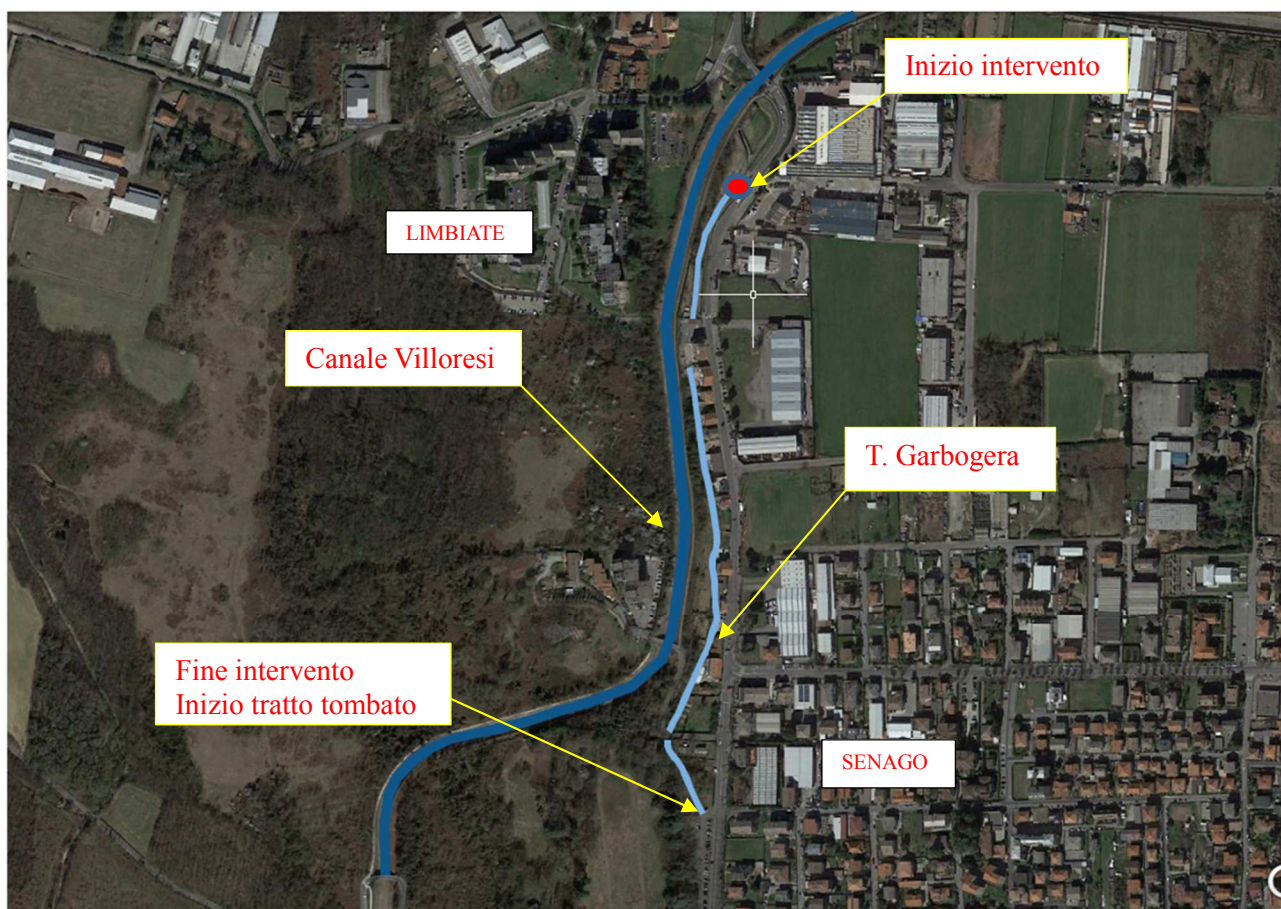 Inizio intervento
LIMBIATE
Canale Villoresi
T. Garbogera
Fine intervento
Inizio tratto tombato
SENAGO